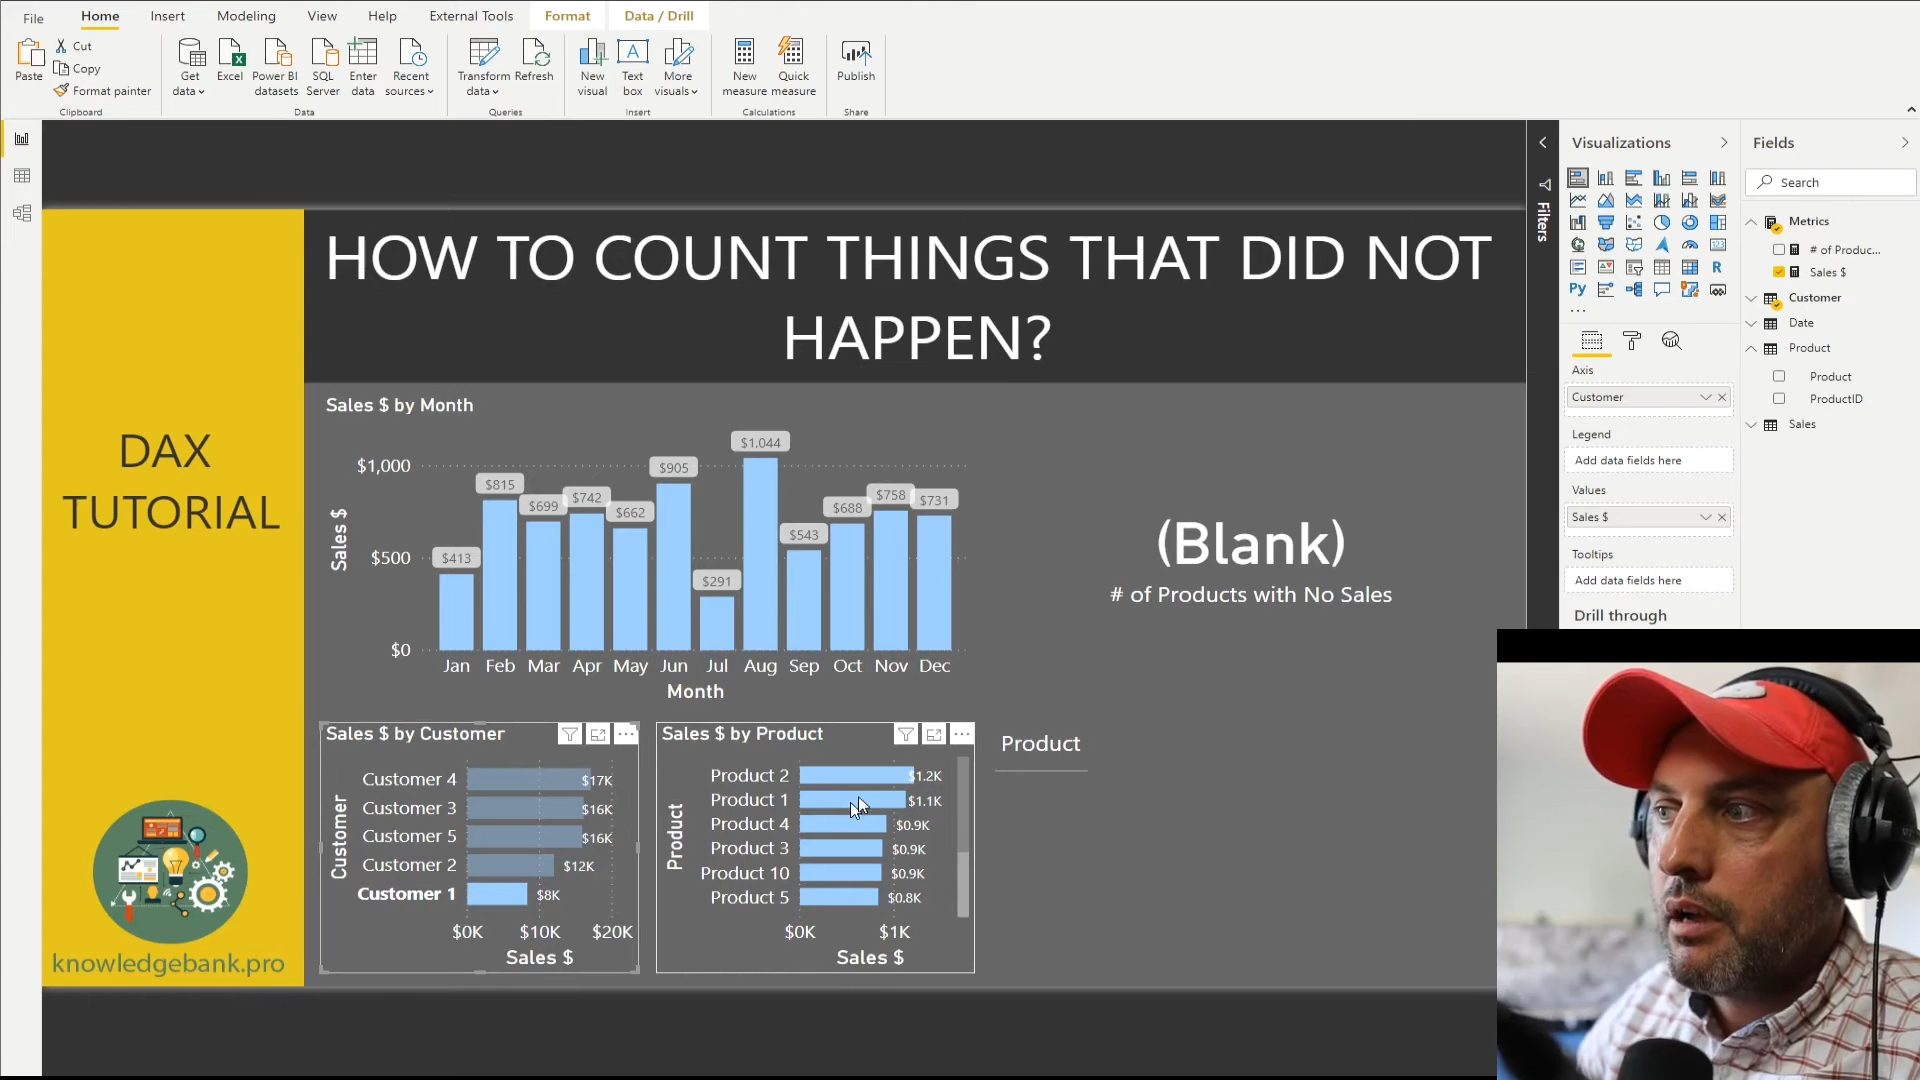 File
Home
Insert
Modeling
View
Help
External Tools
Format
Data / Drill
Paste
Cut
Copy
Format painter
Clipboard
Get data
Excel
Power BI datasets
SQL Server
Enter data
Recent sources
Data
Transform data
Refresh
Queries
New visual
Text box
More visuals
Insert
New measure
Quick measure
Calculations
Publish
Share
DAX
TUTORIAL
knowledgebank.pro
HOW TO COUNT THINGS THAT DID NOT
HAPPEN?
Sales $ by Month
Sales $
$1,000
$500
$0
$413
$815
$699
$742
$662
$905
$291
$1,044
$543
$688
$758
$731
Jan Feb Mar Apr May Jun Jul Aug Sep Oct Nov Dec
Month
(Blank)
# of Products with No Sales
Sales $ by Customer
Customer
Customer 4 $17K
Customer 3 $16K
Customer 5 $16K
Customer 2 $12K
Customer 1 $8K
$0K $10K $20K
Sales $
Sales $ by Product
Product
Product 2 $1.2K
Product 1 $1.1K
Product 4 $0.9K
Product 3 $0.9K
Product 10 $0.9K
Product 5 $0.8K
$0K $1K
Sales $
Product
Filters
Visualizations
123
R
Py
Axis
Customer
Legend
Add data fields here
Values
Sales $
Tooltips
Add data fields here
Drill through
Fields
Search
Metrics
# of Produc...
Sales $
Customer
Date
Product
Product
ProductID
Sales